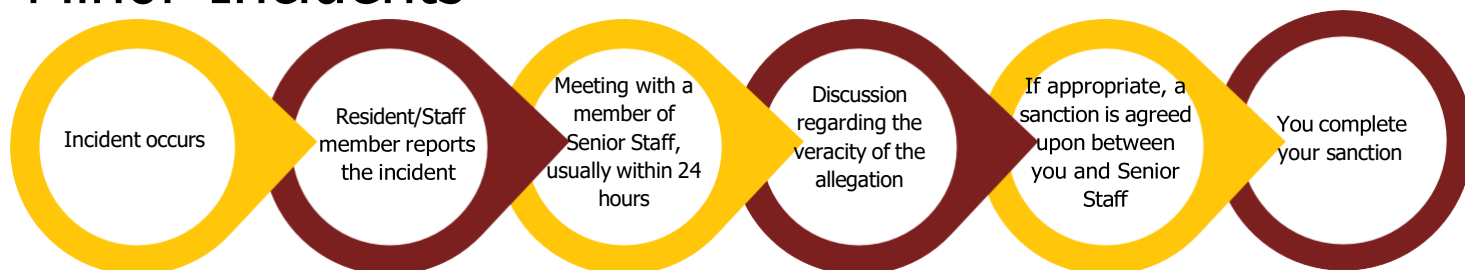 Minor Incidents
Incident occurs
Resident/Staff
member reports
the incident
Meeting with a
member of
Senior Staff,
usually within 24
hours
Discussion
regarding the
veracity of the
allegation
If appropriate, a
sanction is agreed
upon between
you and Senior
Staff
You complete
your sanction